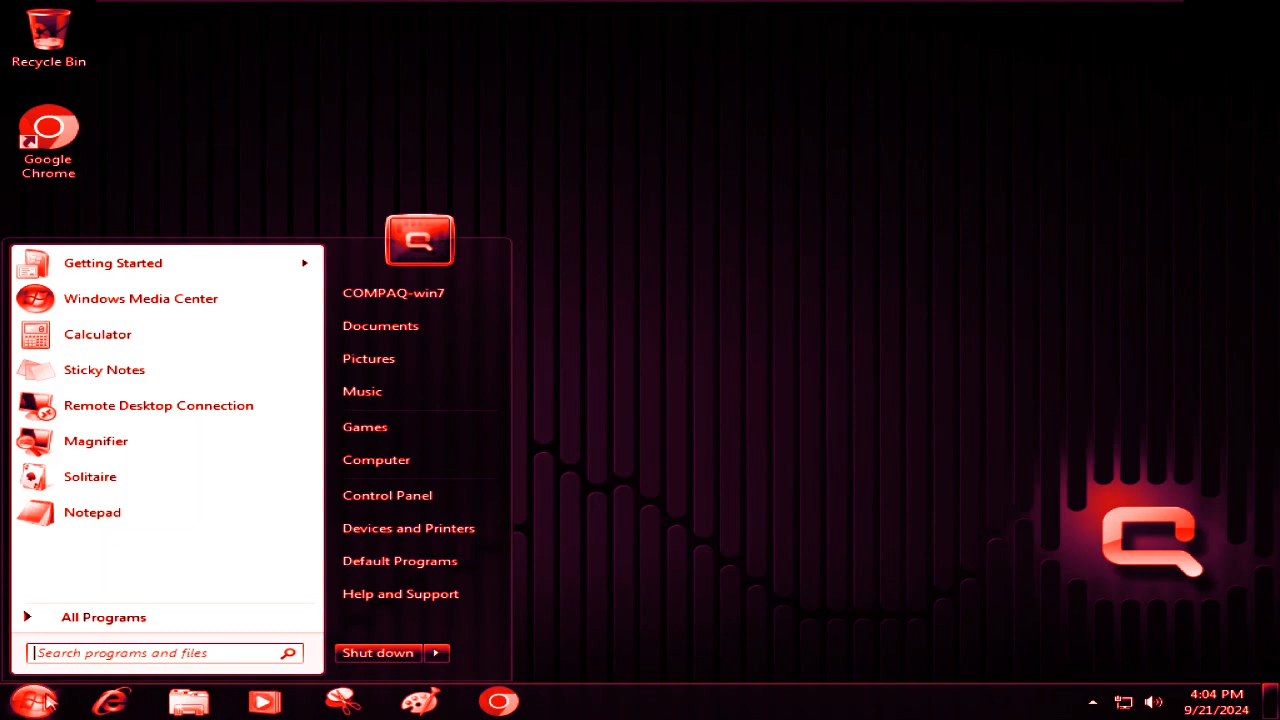 Recycle Bin
Google
Chrome
Getting Started
Windows Media Center
Calculator
Sticky Notes
Remote Desktop Connection
Magnifier
Solitaire
Notepad
All Programs
Search programs and files
COMPAQ-win7
Documents
Pictures
Music
Games
Computer
Control Panel
Devices and Printers
Default Programs
Help and Support
Shut down
4:04 PM
9/21/2024